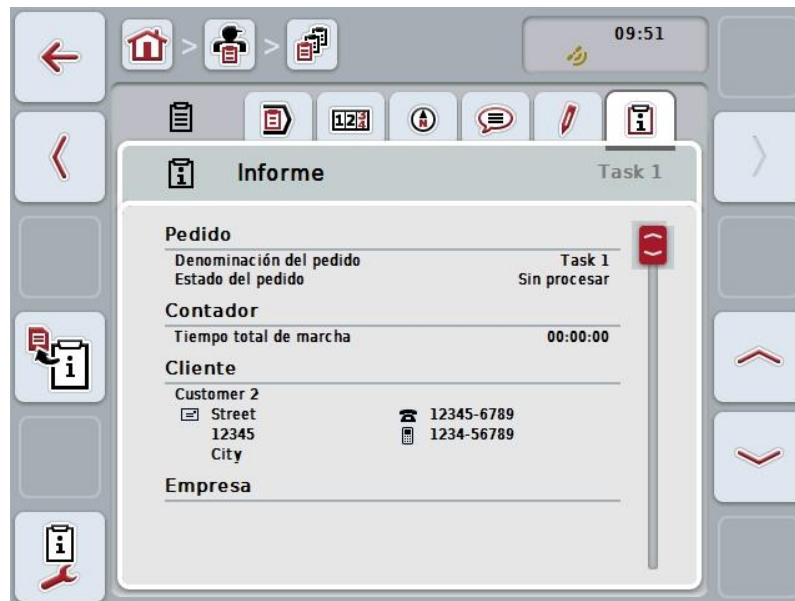 09:51
Informe Task 1
Pedido
Denominación del pedido Task 1
Estado del pedido Sin procesar
Contador
Tiempo total de marcha 00:00:00
Cliente
Customer 2
Street 12345-6789
12345 1234-56789
City
Empresa